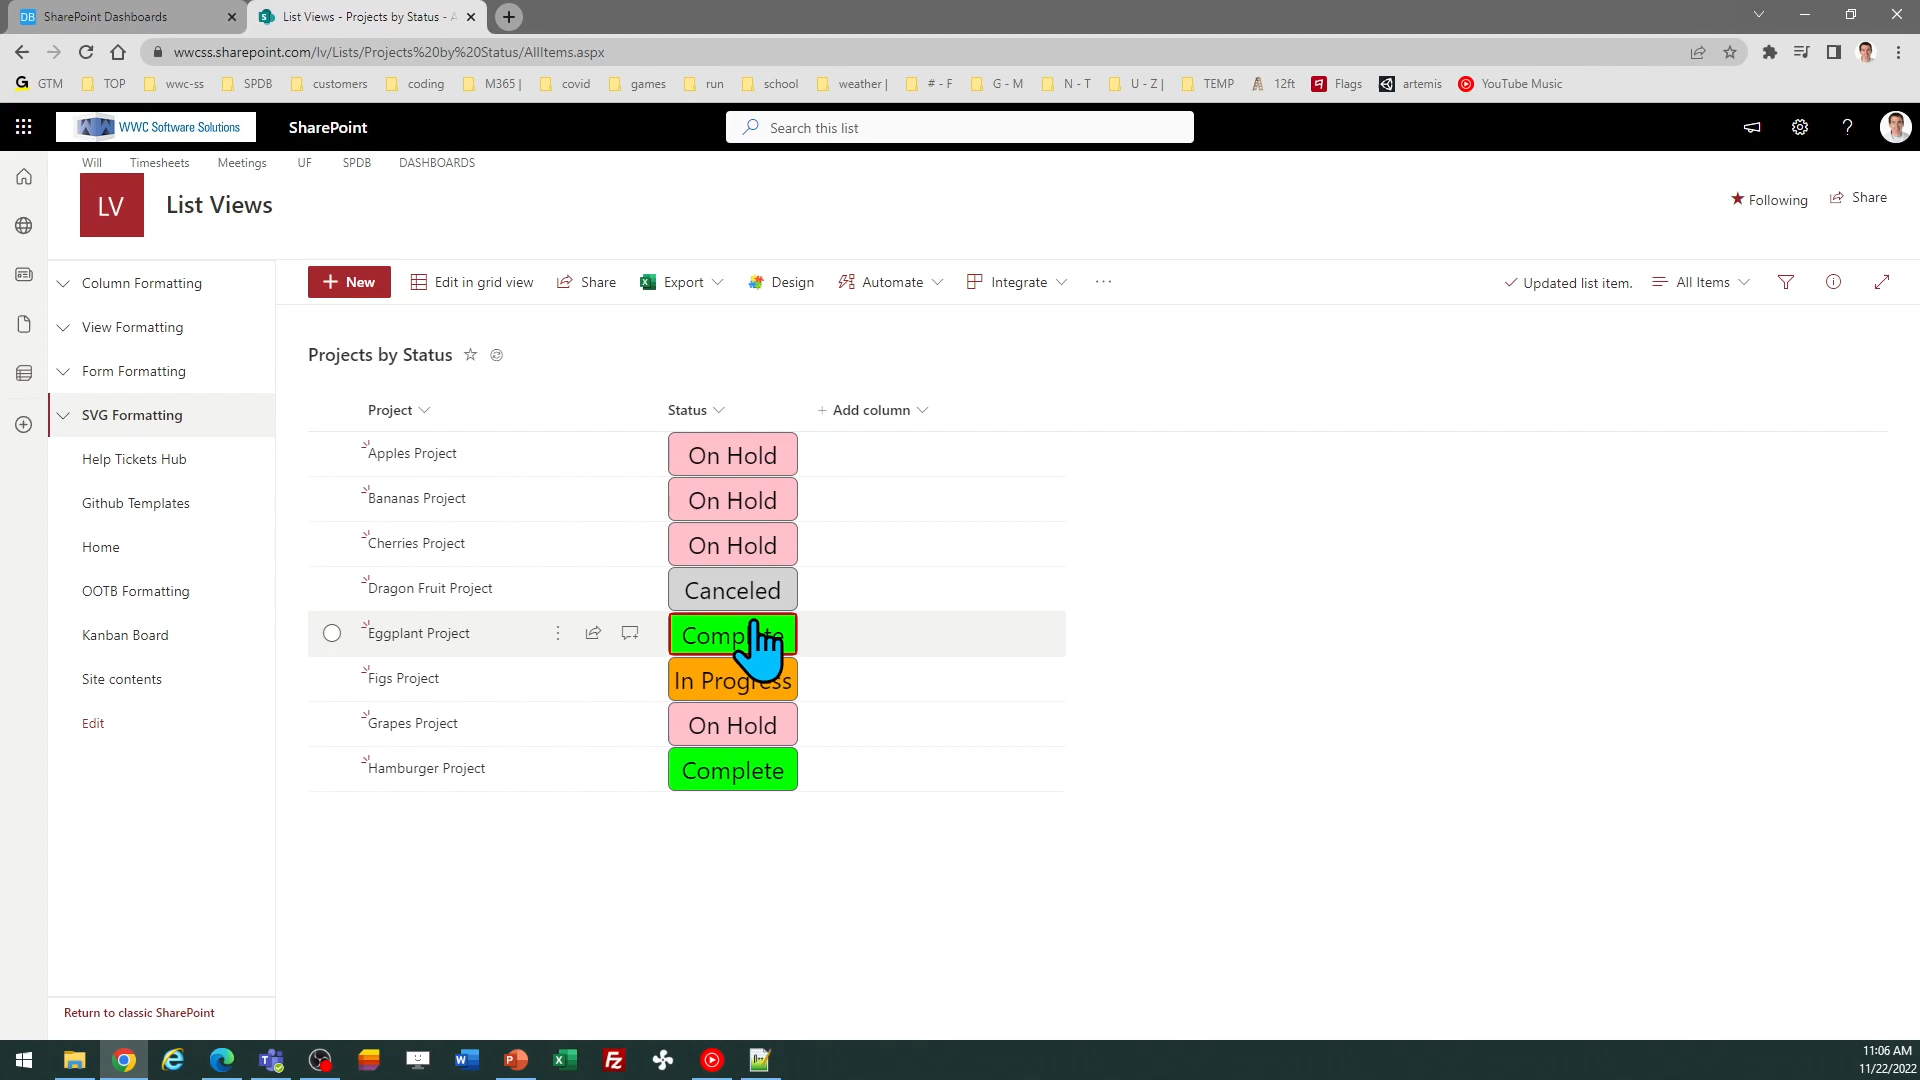 DB SharePoint Dashboards
List Views - Projects by Status - A
wwcss.sharepoint.com/lv/Lists/Projects%20by%20Status/AllItems.aspx
G GTM TOP wwc-ss SPDB customers coding M365 | covid games run school weather | # - F G - M N - T U - Z | TEMP 12ft Flags artemis YouTube Music
WWC Software Solutions SharePoint Search this list ?
Will Timesheets Meetings UF SPDB DASHBOARDS
LV List Views
Following Share
Column Formatting
View Formatting
Form Formatting
SVG Formatting
Help Tickets Hub
Github Templates
Home
OOTB Formatting
Kanban Board
Site contents
Edit
Return to classic SharePoint
+ New Edit in grid view Share Export Design Automate Integrate ... Updated list item. All Items
Projects by Status
Project Status + Add column
Apples Project On Hold
Bananas Project On Hold
Cherries Project On Hold
Dragon Fruit Project Canceled
Eggplant Project Complete
Figs Project In Progress
Grapes Project On Hold
Hamburger Project Complete
11:06 AM
11/22/2022